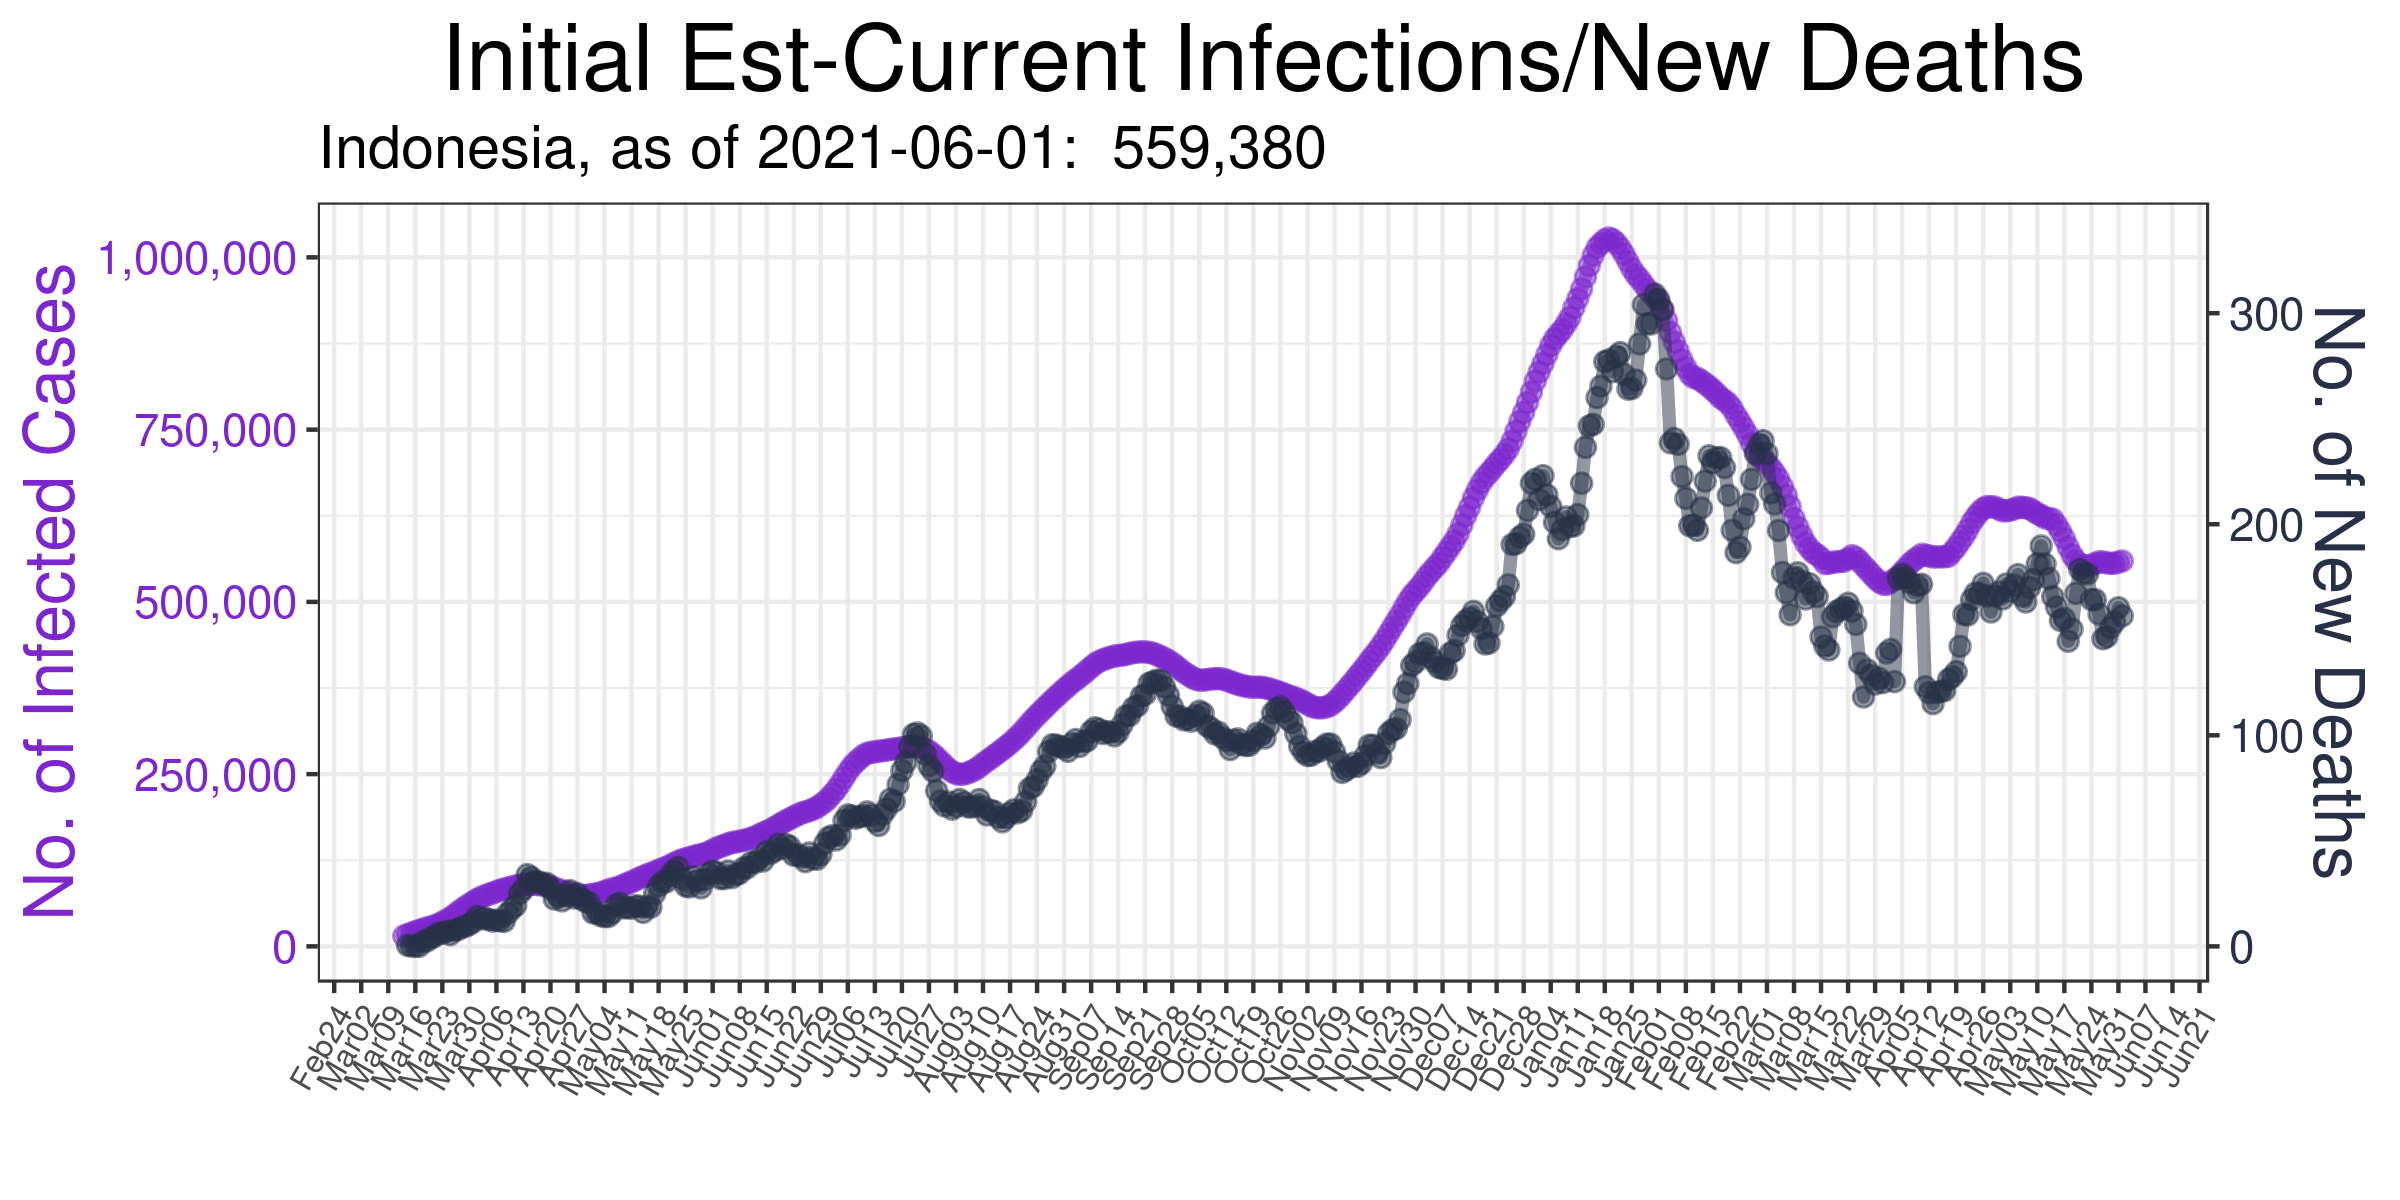 Initial Est-Current Infections/New Deaths
Indonesia, as of 2021-06-01:  559,380
No. of Infected Cases
1,000,000
750,000
500,000
250,000
0
300
200
100
0
No. of New Deaths
Feb24
Mar02
Mar09
Mar16
Mar23
Mar30
Apr06
Apr13
Apr20
Apr27
May04
May11
May18
May25
Jun01
Jun08
Jun15
Jun22
Jun29
Jul06
Jul13
Jul20
Jul27
Aug03
Aug10
Aug17
Aug24
Aug31
Sep07
Sep14
Sep21
Sep28
Oct05
Oct12
Oct19
Oct26
Nov02
Nov09
Nov16
Nov23
Nov30
Dec07
Dec14
Dec21
Dec28
Jan04
Jan11
Jan18
Jan25
Feb01
Feb08
Feb15
Feb22
Mar01
Mar08
Mar15
Mar22
Mar29
Apr05
Apr12
Apr19
Apr26
May03
May10
May17
May24
May31
Jun07
Jun14
Jun21